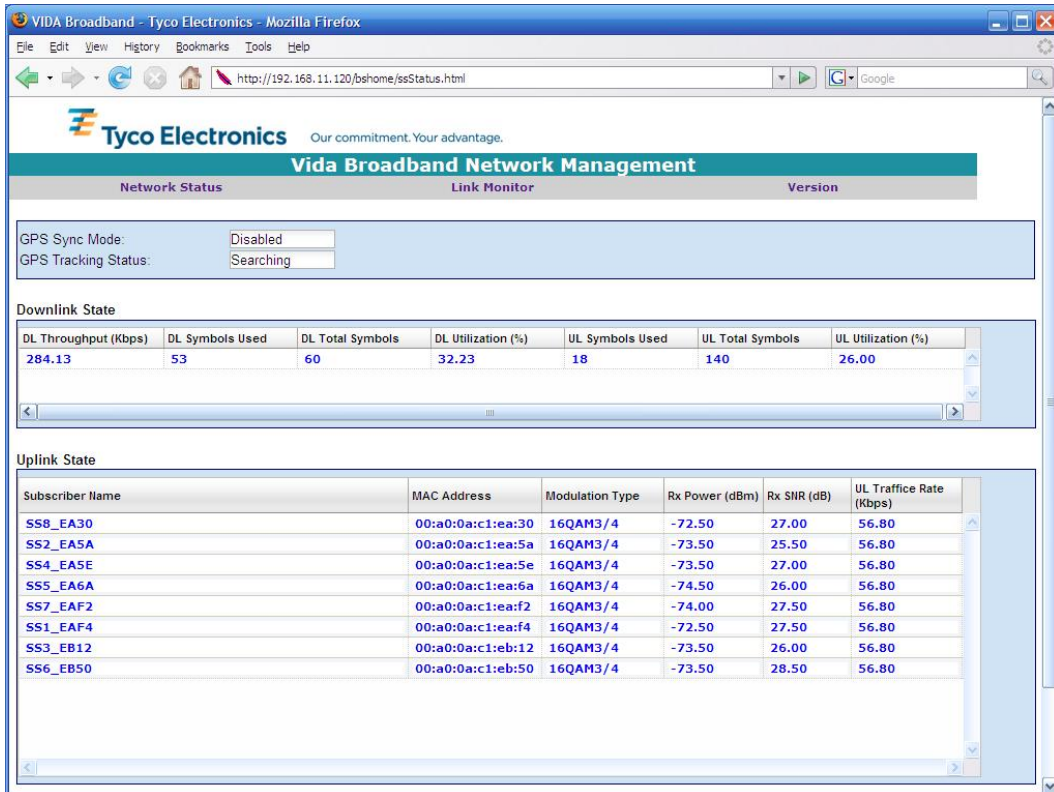 VIDA Broadband - Tyco Electronics - Mozilla Firefox
File Edit View History Bookmarks Tools Help
http://192.168.11.120/bshome/ssStatus.html
G Google
Tyco Electronics Our commitment. Your advantage.
Vida Broadband Network Management
Network Status Link Monitor Version
GPS Sync Mode: Disabled
GPS Tracking Status: Searching
Downlink State
DL Throughput (Kbps) DL Symbols Used DL Total Symbols DL Utilization (%) UL Symbols Used UL Total Symbols UL Utilization (%)
284.13 53 60 32.23 18 140 26.00
Uplink State
Subscriber Name MAC Address Modulation Type Rx Power (dBm) Rx SNR (dB) UL Traffice Rate (Kbps)
SS8_EA30 00:a0:0a:c1:ea:30 16QAM3/4 -72.50 27.00 56.80
SS2_EA5A 00:a0:0a:c1:ea:5a 16QAM3/4 -73.50 25.50 56.80
SS4_EA5E 00:a0:0a:c1:ea:5e 16QAM3/4 -73.50 27.00 56.80
SS5_EA6A 00:a0:0a:c1:ea:6a 16QAM3/4 -74.50 26.00 56.80
SS7_EAF2 00:a0:0a:c1:ea:f2 16QAM3/4 -74.00 27.50 56.80
SS1_EAF4 00:a0:0a:c1:ea:f4 16QAM3/4 -72.50 27.50 56.80
SS3_EB12 00:a0:0a:c1:eb:12 16QAM3/4 -73.50 26.00 56.80
SS6_EB50 00:a0:0a:c1:eb:50 16QAM3/4 -73.50 28.50 56.80